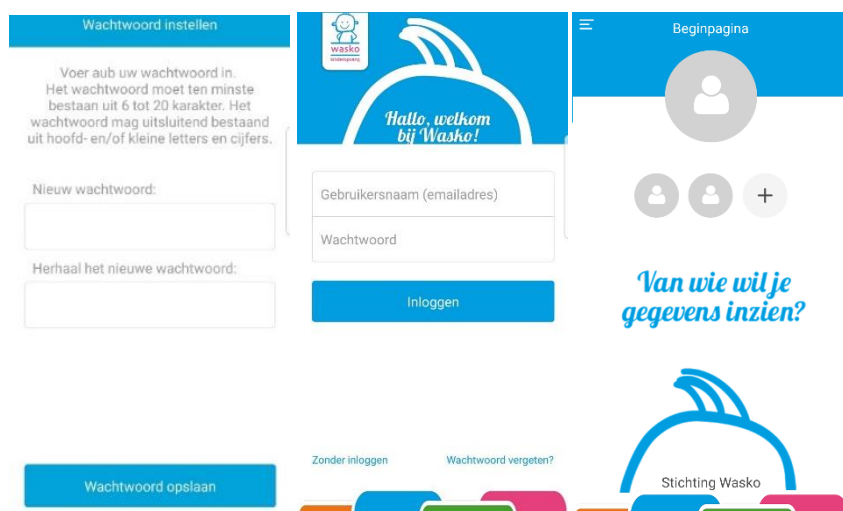 Wachtwoord instellen
Voer aub uw wachtwoord in.
Het wachtwoord moet ten minste
bestaan uit 6 tot 20 karakter. Het
wachtwoord mag uitsluitend bestaand
uit hoofd- en/of kleine letters en cijfers.
Nieuw wachtwoord:
Herhaal het nieuwe wachtwoord:
Wachtwoord opslaan
wasko
kinderopvang
Hallo, welkom
bij Wasko!
Gebruikersnaam (emailadres)
Wachtwoord
Inloggen
Zonder inloggen
Wachtwoord vergeten?
Beginpagina
+
Van wie wil je
gegevens inzien?
Stichting Wasko